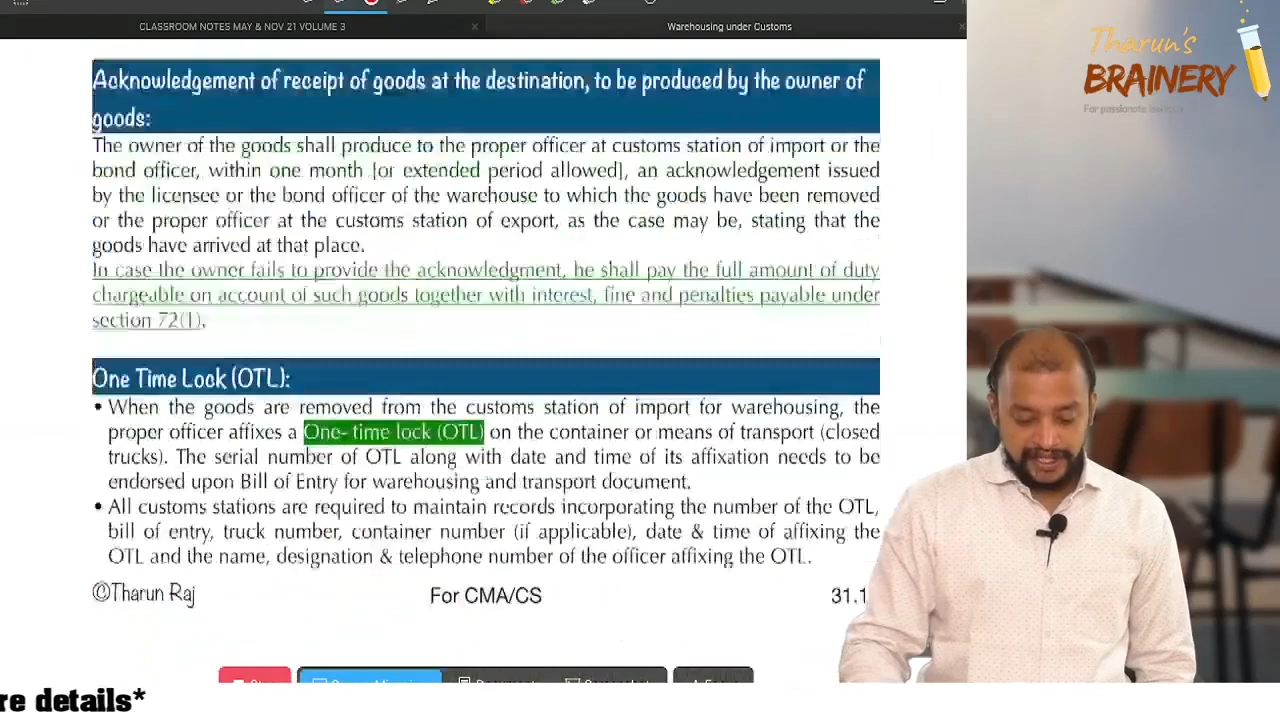 CLASSROOM NOTES MAY & NOV 21 VOLUME 3
Warehousing under Customs
Tharun's
BRAINERY
Acknowledgement of receipt of goods at the destination, to be produced by the owner of
goods:
The owner of the goods shall produce to the proper officer at customs station of import or the
bond officer, within one month [or extended period allowed], an acknowledgement issued
by the licensee or the bond officer of the warehouse to which the goods have been removed
or the proper officer at the customs station of export, as the case may be, stating that the
goods have arrived at that place.
In case the owner fails to provide the acknowledgment, he shall pay the full amount of duty
chargeable on account of such goods together with interest, fine and penalties payable under
section 72(1).
One Time Lock (OTL):
• When the goods are removed from the customs station of import for warehousing, the
proper officer affixes a One- time lock (OTL) on the container or means of transport (closed
trucks). The serial number of OTL along with date and time of its affixation needs to be
endorsed upon Bill of Entry for warehousing and transport document.
• All customs stations are required to maintain records incorporating the number of the OTL,
bill of entry, truck number, container number (if applicable), date & time of affixing the
OTL and the name, designation & telephone number of the officer affixing the OTL.
©Tharun Raj
For CMA/CS
31.1
re details*